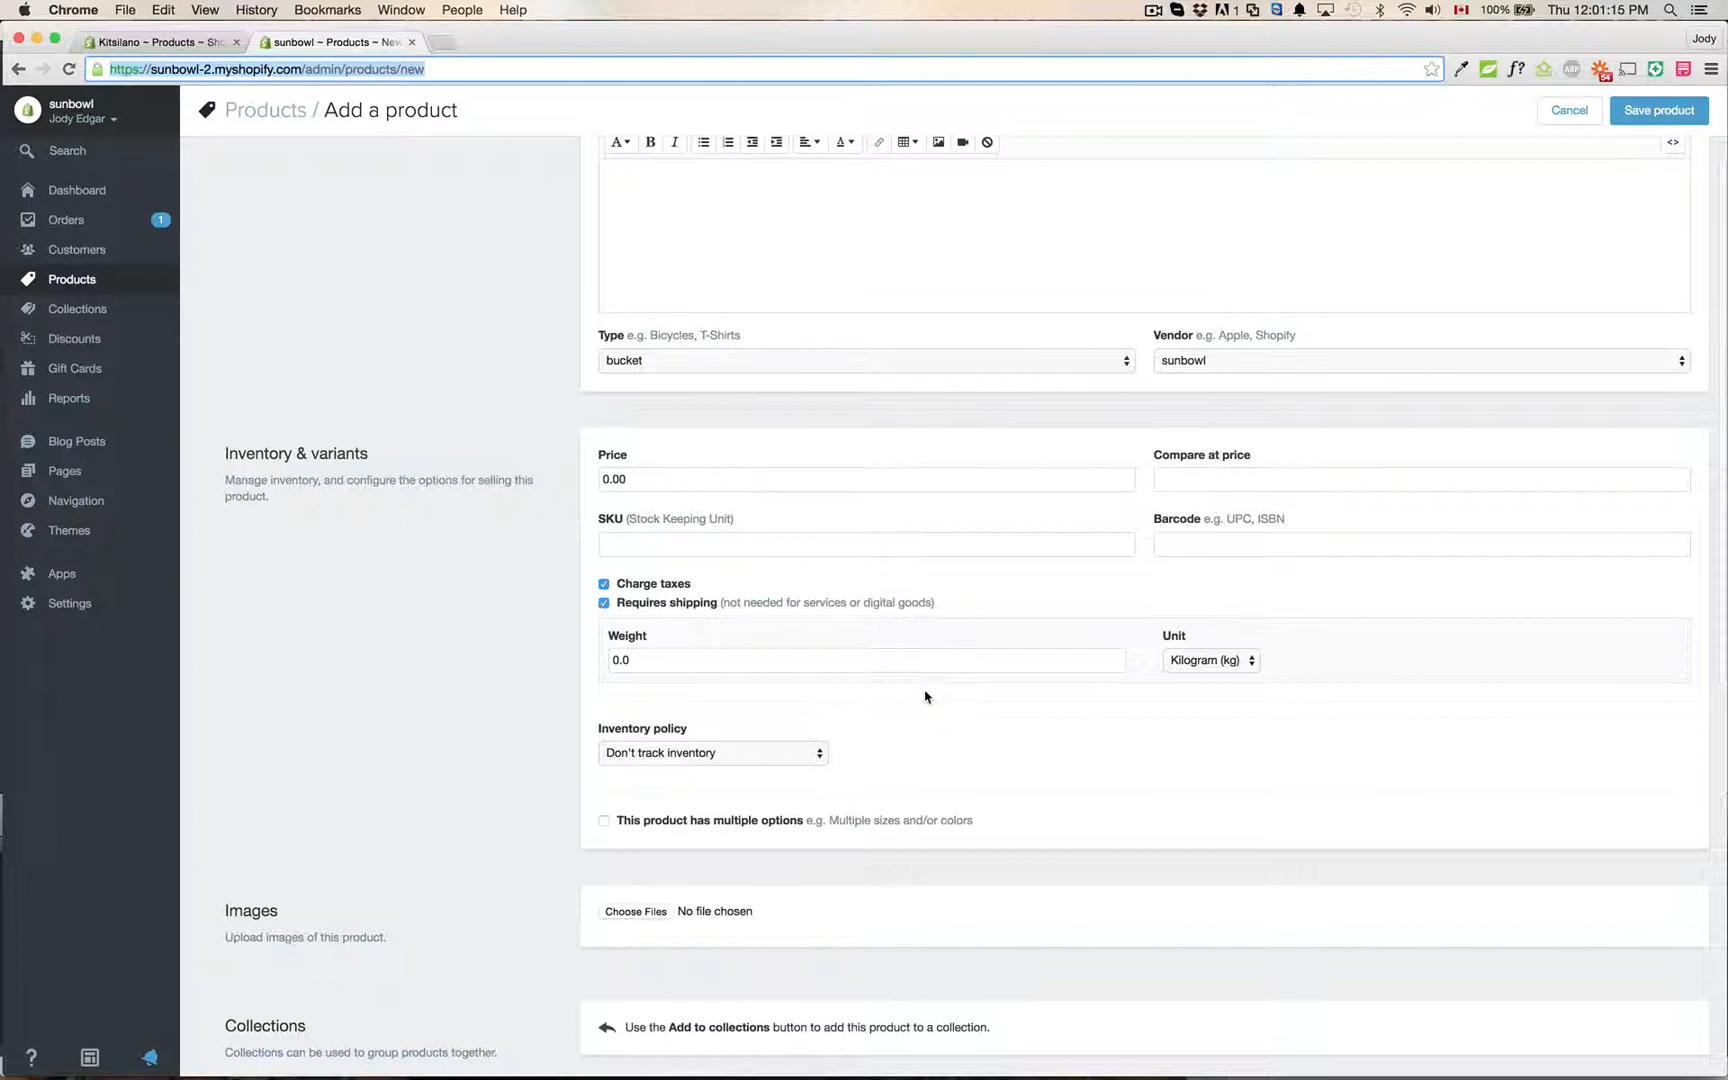 Chrome File Edit View History Bookmarks Window People Help
1 100% Thu 12:01:15 PM
Kitsilano ~ Products ~ Sho
sunbowl ~ Products ~ New
Jody
https://sunbowl-2.myshopify.com/admin/products/new
f? ABP 54
sunbowl
Jody Edgar
Products / Add a product
Cancel
Save product
Search
Dashboard
Orders 1
Customers
Products
Collections
Discounts
Gift Cards
Reports
Blog Posts
Pages
Navigation
Themes
Apps
Settings
A B I A <>
Type e.g. Bicycles, T-Shirts
Vendor e.g. Apple, Shopify
bucket
sunbowl
Inventory & variants
Manage inventory, and configure the options for selling this
product.
Price
Compare at price
0.00
SKU (Stock Keeping Unit)
Barcode e.g. UPC, ISBN
Charge taxes
Requires shipping (not needed for services or digital goods)
Weight
Unit
0.0
Kilogram (kg)
Inventory policy
Don't track inventory
This product has multiple options e.g. Multiple sizes and/or colors
Images
Upload images of this product.
Choose Files No file chosen
Collections
Collections can be used to group products together.
Use the Add to collections button to add this product to a collection.
?